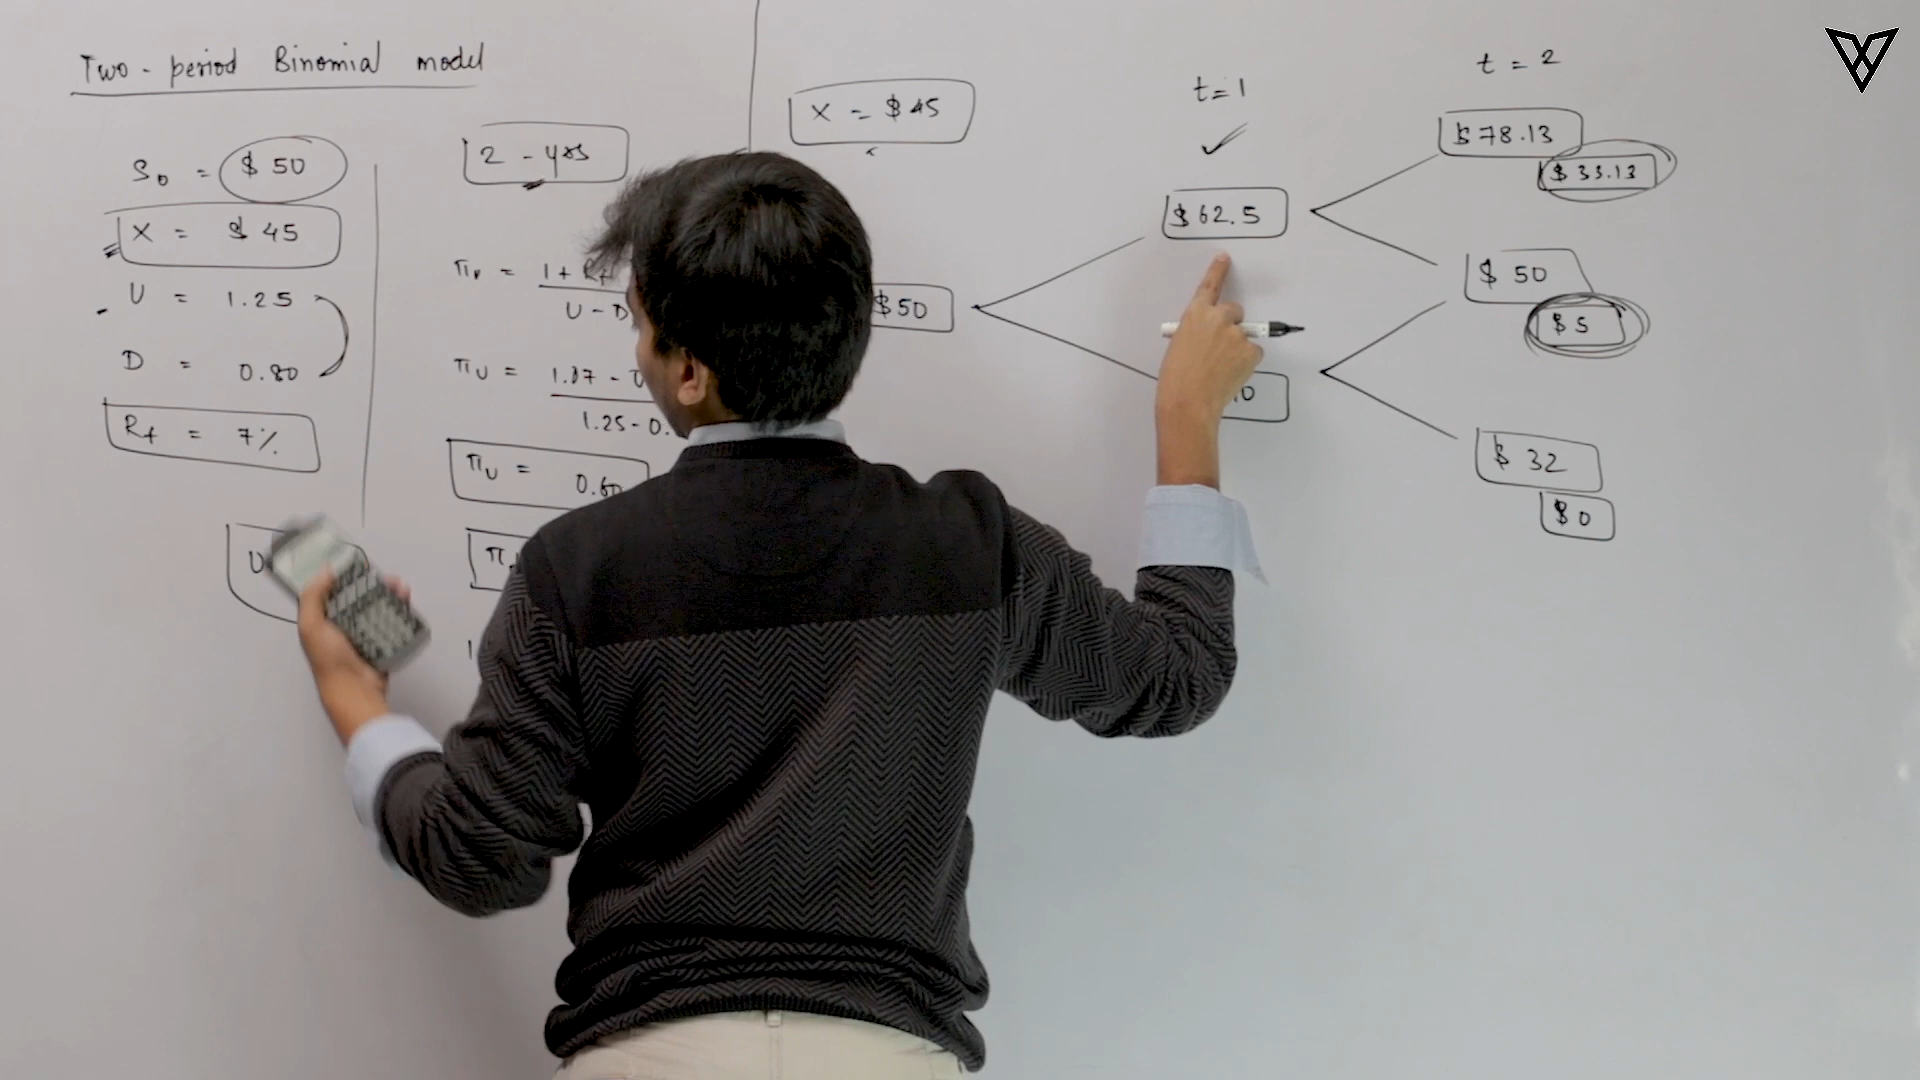 Two-period Binomial model
S0 = $50
X = $45
U = 1.25
D = 0.80
Rf = 7%
U
2-yrs
πU = 1+Rf
U-D
πU = 1.07 - 0
1.25-0.
πU = 0.60
π
1
X = $45
t=1
t = 2
$50
$62.5
$78.13
$33.13
$50
$5
$32
$0